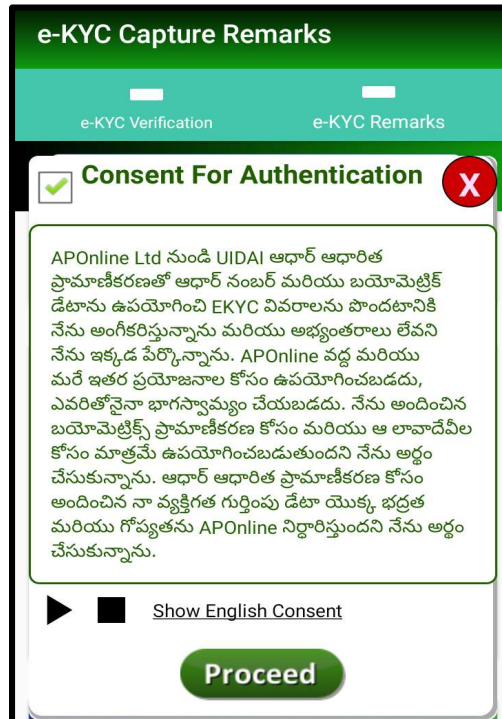 e-KYC Capture Remarks
e-KYC Verification
e-KYC Remarks
Consent For Authentication
X
APOnline Ltd నుండి UIDAI ఆధార్ ఆధారిత
ప్రామాణీకరణతో ఆధార్ నంబర్ మరియు బయోమెట్రిక్
డేటాను ఉపయోగించి EKYC వివరాలను పొందటానికి
నేను అంగీకరిస్తున్నాను మరియు అభ్యంతరాలు లేవని
నేను ఇక్కడ పేర్కొన్నాను. APOnline వద్ద మరియు
మరే ఇతర ప్రయోజనాల కోసం ఉపయోగించబడదు,
ఎవరితోనైనా భాగస్వామ్యం చేయబడదు. నేను అందించిన
బయోమెట్రిక్స్ ప్రామాణీకరణ కోసం మరియు ఆ లావాదేవీల
కోసం మాత్రమే ఉపయోగించబడుతుందని నేను అర్థం
చేసుకున్నాను. ఆధార్ ఆధారిత ప్రామాణీకరణ కోసం
అందించిన నా వ్యక్తిగత గుర్తింపు డేటా యొక్క భద్రత
మరియు గోప్యతను APOnline నిర్ధారిస్తుందని నేను అర్థం
చేసుకున్నాను.
Show English Consent
Proceed